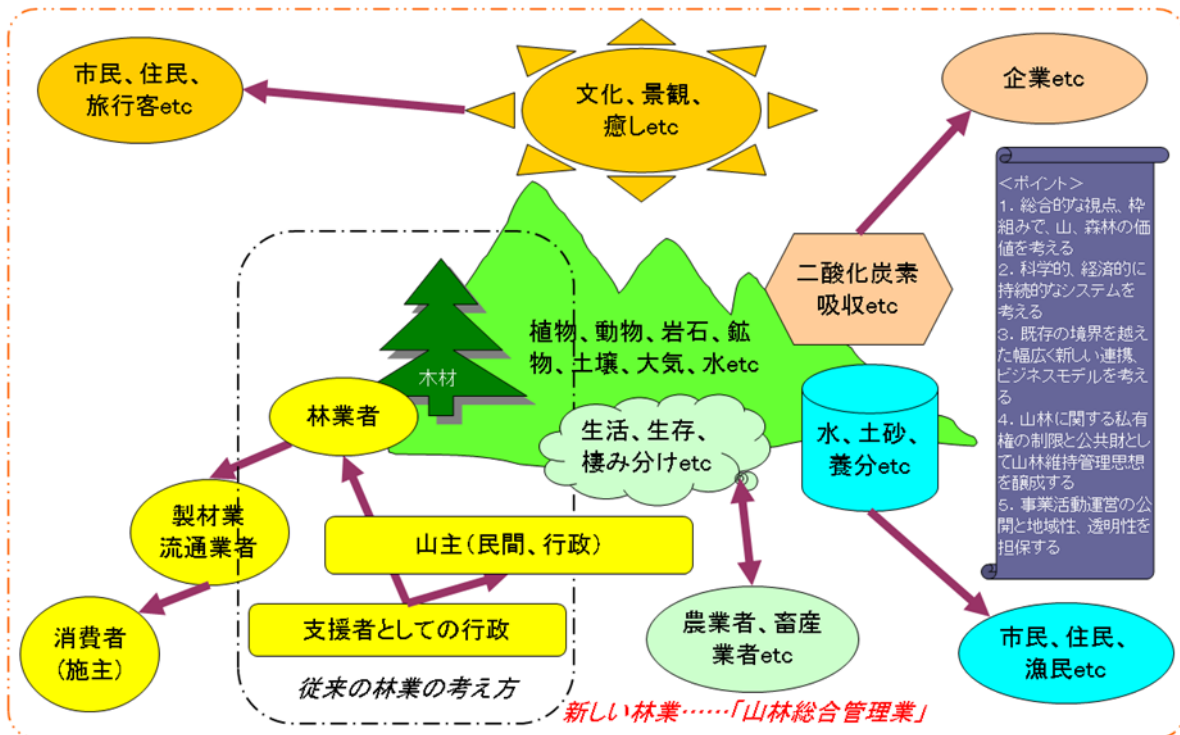 市民、住民、
旅行客etc
文化、景観、
癒しetc
企業etc
<ポイント>
1. 総合的な視点、枠
組みで、山、森林の価
値を考える
2. 科学的、経済的に
持続的なシステムを
考える
3. 既存の境界を越え
た幅広く新しい連携、
ビジネスモデルを考え
る
4. 山林に関する私有
権の制限と公共財とし
て山林維持管理思想
を醸成する
5. 事業活動運営の公
開と地域性、透明性を
担保する
二酸化炭素
吸収etc
植物、動物、岩石、鉱
物、土壌、大気、水etc
木材
林業者
生活、生存、
棲み分けetc
水、土砂、
養分etc
製材業
流通業者
山主（民間、行政）
消費者
（施主）
支援者としての行政
農業者、畜産
業者etc
市民、住民、
漁民etc
従来の林業の考え方
新しい林業……「山林総合管理業」